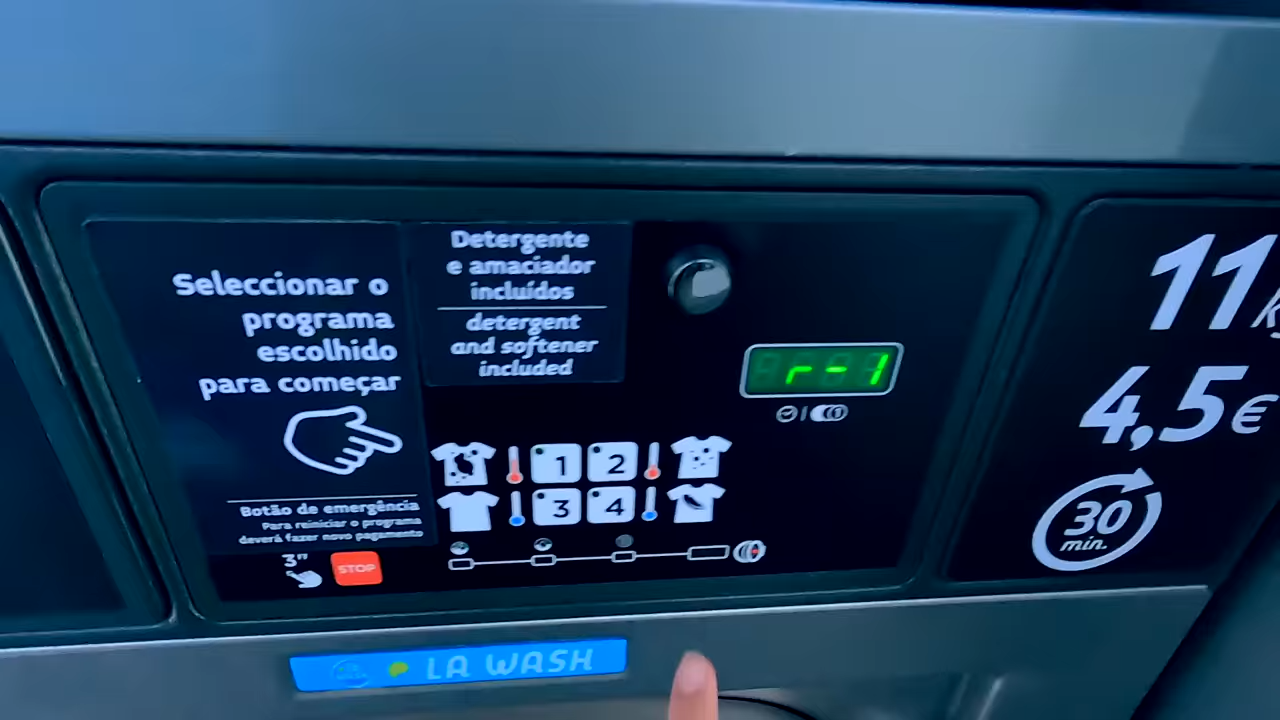 Seleccionar o
programa
escolhido
para começar
Detergente
e amaciador
incluídos
detergent
and softener
included
r-1
1 2
3 4
Botão de emergência
Para reiniciar o programa
deverá fazer novo pagamento
3"
STOP
LA WASH
11
4,5€
30
min.